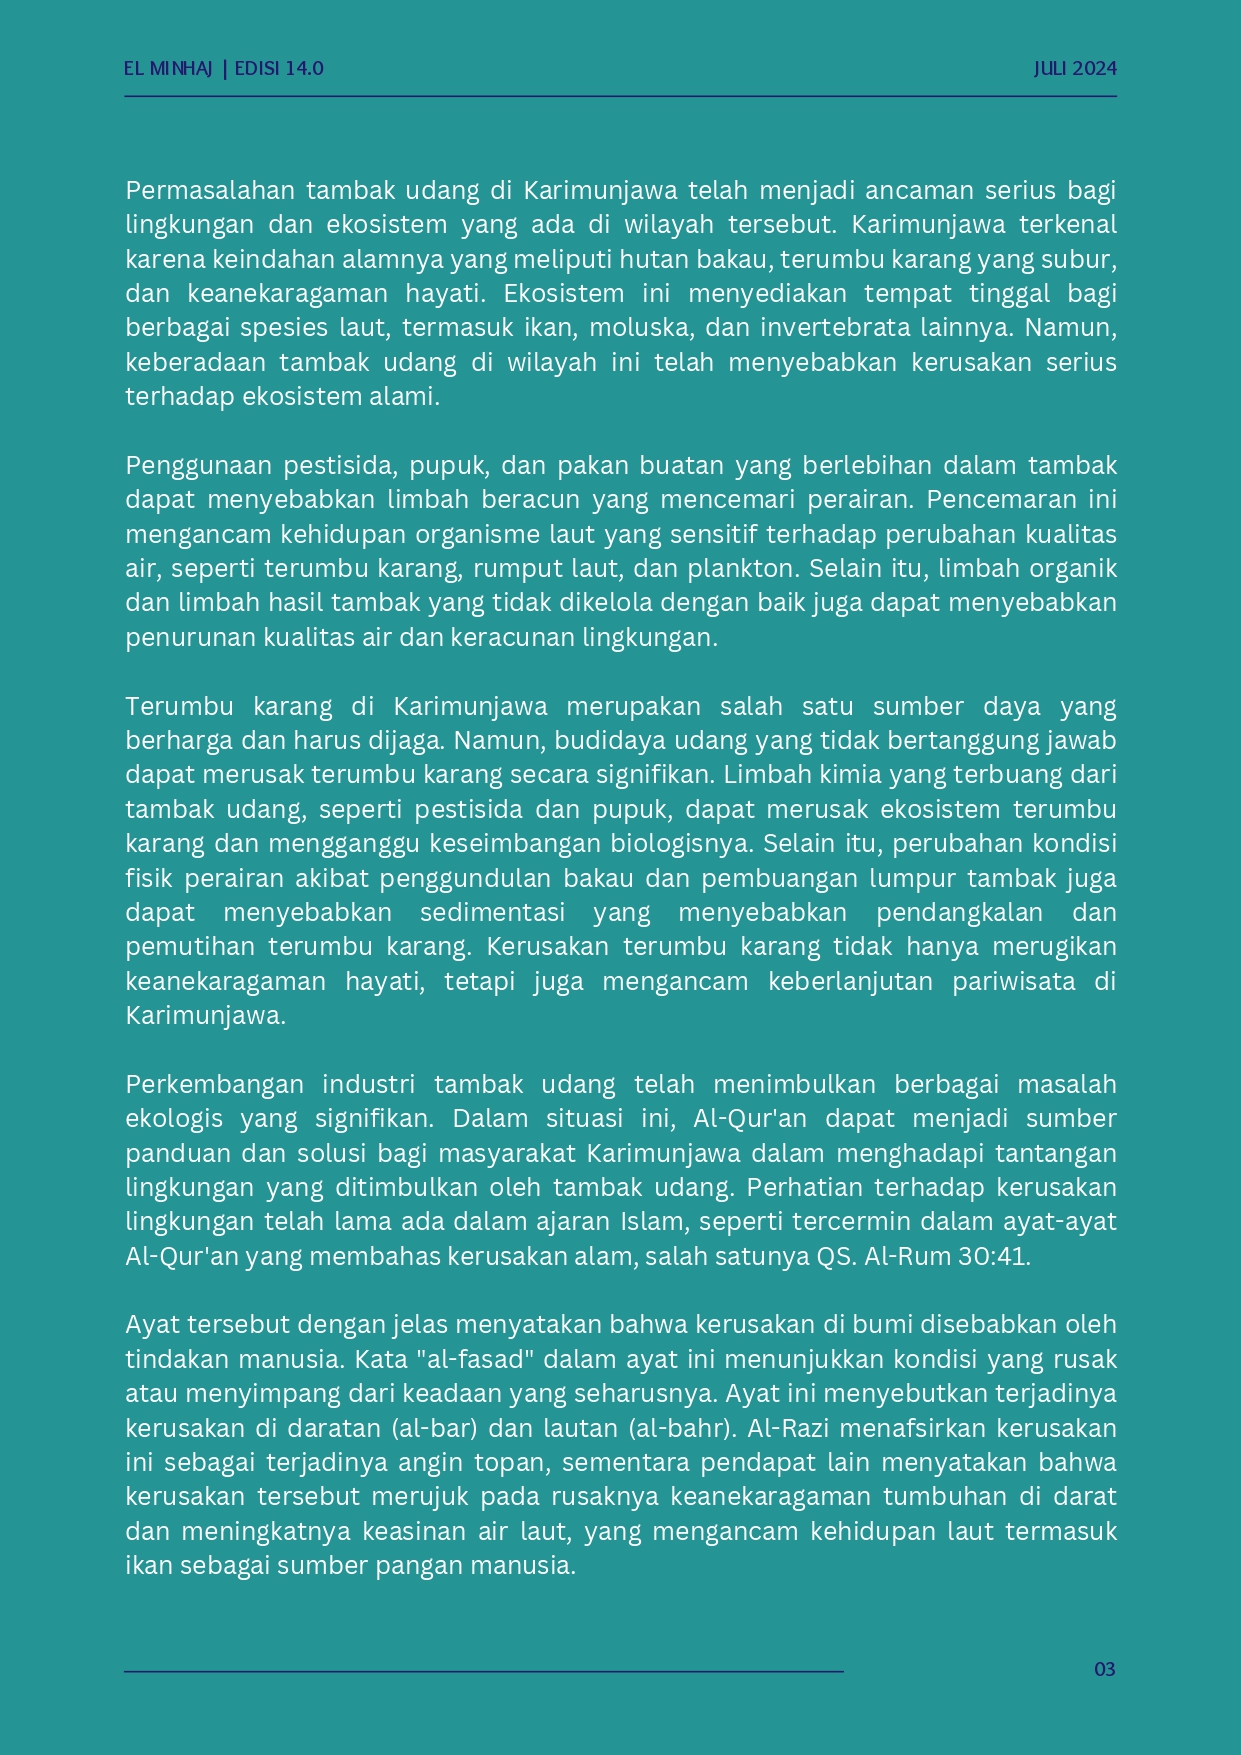 EL MINHAJ | EDISI 14.0
JULI 2024
Permasalahan tambak udang di Karimunjawa telah menjadi ancaman serius bagi
lingkungan dan ekosistem yang ada di wilayah tersebut. Karimunjawa terkenal
karena keindahan alamnya yang meliputi hutan bakau, terumbu karang yang subur,
dan keanekaragaman hayati. Ekosistem ini menyediakan tempat tinggal bagi
berbagai spesies laut, termasuk ikan, moluska, dan invertebrata lainnya. Namun,
keberadaan tambak udang di wilayah ini telah menyebabkan kerusakan serius
terhadap ekosistem alami.
Penggunaan pestisida, pupuk, dan pakan buatan yang berlebihan dalam tambak
dapat menyebabkan limbah beracun yang mencemari perairan. Pencemaran ini
mengancam kehidupan organisme laut yang sensitif terhadap perubahan kualitas
air, seperti terumbu karang, rumput laut, dan plankton. Selain itu, limbah organik
dan limbah hasil tambak yang tidak dikelola dengan baik juga dapat menyebabkan
penurunan kualitas air dan keracunan lingkungan.
Terumbu karang di Karimunjawa merupakan salah satu sumber daya yang
berharga dan harus dijaga. Namun, budidaya udang yang tidak bertanggung jawab
dapat merusak terumbu karang secara signifikan. Limbah kimia yang terbuang dari
tambak udang, seperti pestisida dan pupuk, dapat merusak ekosistem terumbu
karang dan mengganggu keseimbangan biologisnya. Selain itu, perubahan kondisi
fisik perairan akibat penggundulan bakau dan pembuangan lumpur tambak juga
dapat menyebabkan sedimentasi yang menyebabkan pendangkalan dan
pemutihan terumbu karang. Kerusakan terumbu karang tidak hanya merugikan
keanekaragaman hayati, tetapi juga mengancam keberlanjutan pariwisata di
Karimunjawa.
Perkembangan industri tambak udang telah menimbulkan berbagai masalah
ekologis yang signifikan. Dalam situasi ini, Al-Qur'an dapat menjadi sumber
panduan dan solusi bagi masyarakat Karimunjawa dalam menghadapi tantangan
lingkungan yang ditimbulkan oleh tambak udang. Perhatian terhadap kerusakan
lingkungan telah lama ada dalam ajaran Islam, seperti tercermin dalam ayat-ayat
Al-Qur'an yang membahas kerusakan alam, salah satunya QS. Al-Rum 30:41.
Ayat tersebut dengan jelas menyatakan bahwa kerusakan di bumi disebabkan oleh
tindakan manusia. Kata "al-fasad" dalam ayat ini menunjukkan kondisi yang rusak
atau menyimpang dari keadaan yang seharusnya. Ayat ini menyebutkan terjadinya
kerusakan di daratan (al-bar) dan lautan (al-bahr). Al-Razi menafsirkan kerusakan
ini sebagai terjadinya angin topan, sementara pendapat lain menyatakan bahwa
kerusakan tersebut merujuk pada rusaknya keanekaragaman tumbuhan di darat
dan meningkatnya keasinan air laut, yang mengancam kehidupan laut termasuk
ikan sebagai sumber pangan manusia.
03